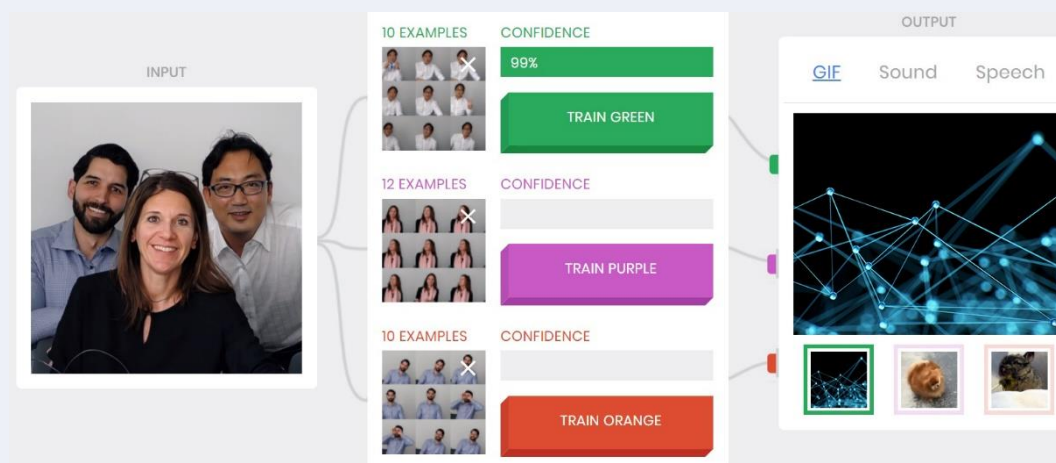 INPUT
10 EXAMPLES
CONFIDENCE
99%
TRAIN GREEN
12 EXAMPLES
CONFIDENCE
TRAIN PURPLE
10 EXAMPLES
CONFIDENCE
TRAIN ORANGE
OUTPUT
GIF Sound Speech